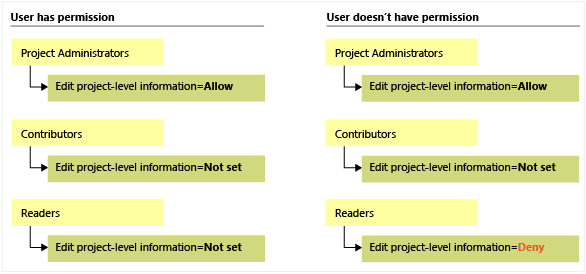 User has permission
Project Administrators
Edit project-level information=Allow
Contributors
Edit project-level information=Not set
Readers
Edit project-level information=Not set
User doesn't have permission
Project Administrators
Edit project-level information=Allow
Contributors
Edit project-level information=Not set
Readers
Edit project-level information=Deny